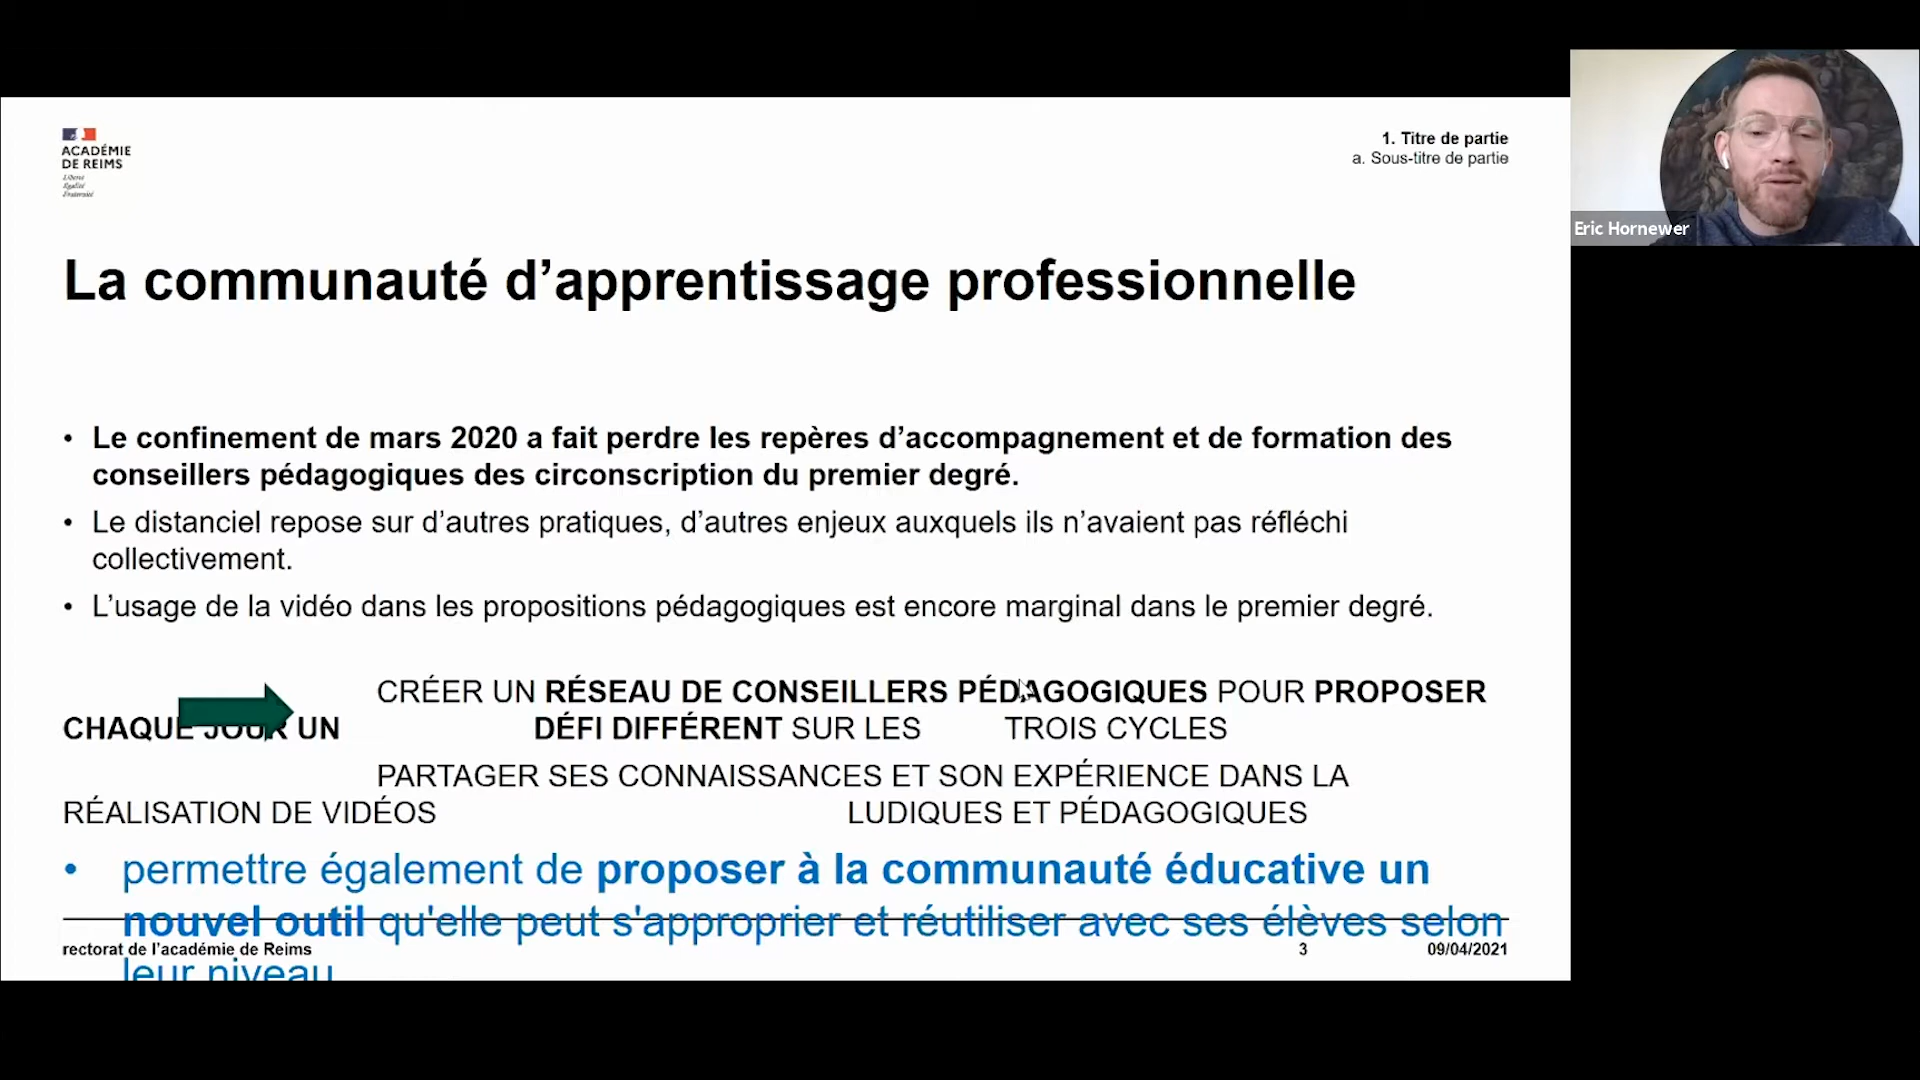 ACADÉMIE
DE REIMS
Liberté
Égalité
Fraternité
1. Titre de partie
a. Sous-titre de partie
Eric Hornewer
La communauté d’apprentissage professionnelle
• Le confinement de mars 2020 a fait perdre les repères d’accompagnement et de formation des
conseillers pédagogiques des circonscription du premier degré.
• Le distanciel repose sur d’autres pratiques, d’autres enjeux auxquels ils n’avaient pas réfléchi
collectivement.
• L’usage de la vidéo dans les propositions pédagogiques est encore marginal dans le premier degré.
CRÉER UN RÉSEAU DE CONSEILLERS PÉDAGOGIQUES POUR PROPOSER
CHAQUE JOUR UN DÉFI DIFFÉRENT SUR LES TROIS CYCLES
PARTAGER SES CONNAISSANCES ET SON EXPÉRIENCE DANS LA
RÉALISATION DE VIDÉOS LUDIQUES ET PÉDAGOGIQUES
• permettre également de proposer à la communauté éducative un
nouvel outil qu'elle peut s'approprier et réutiliser avec ses élèves selon
leur niveau
rectorat de l’académie de Reims 3 09/04/2021